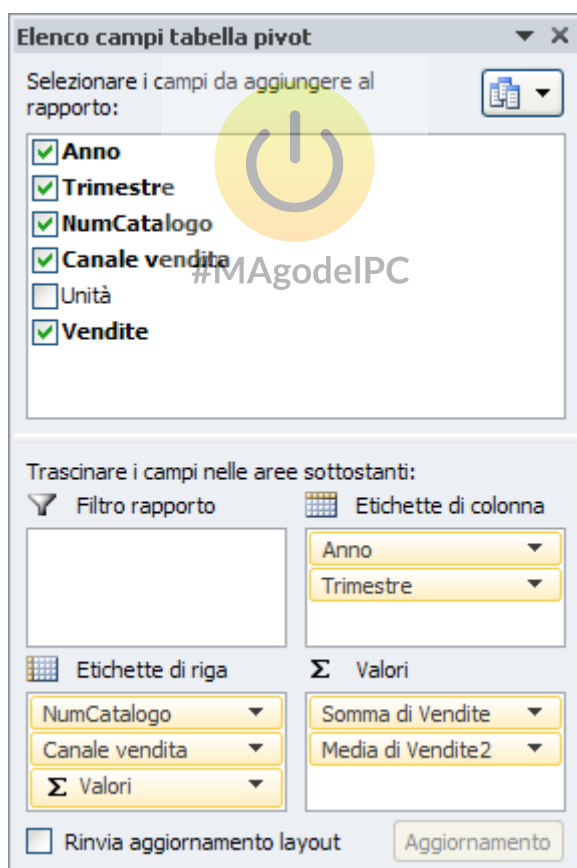 Elenco campi tabella pivot
Selezionare i campi da aggiungere al
rapporto:
Anno
Trimestre
NumCatalogo
Canale vendita
#MAgodelPC
Unità
Vendite
Trascinare i campi nelle aree sottostanti:
Filtro rapporto
Etichette di colonna
Anno
Trimestre
Etichette di riga
Σ Valori
NumCatalogo
Canale vendita
Σ Valori
Somma di Vendite
Media di Vendite2
Rinvia aggiornamento layout
Aggiornamento